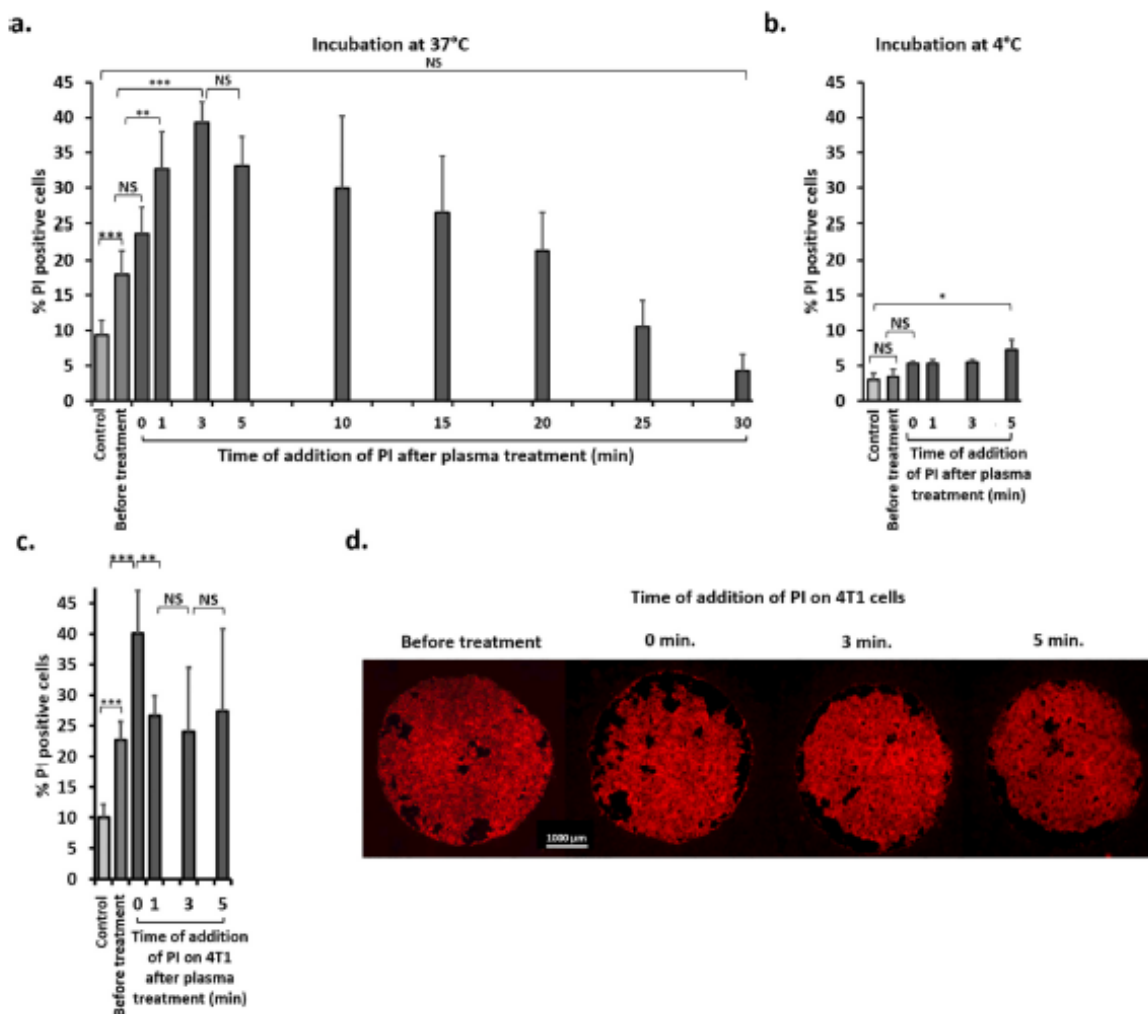 a.
Incubation at 37°C
NS
*** NS
**
NS
***
% PI positive cells
45
40
35
30
25
20
15
10
5
0
Control
Before treatment
0 1 3 5 10 15 20 25 30
Time of addition of PI after plasma treatment (min)
b.
Incubation at 4°C
% PI positive cells
45
40
35
30
25
20
15
10
5
0
*
NS
NS
Control
Before treatment
0 1 3 5
Time of addition
of PI after plasma
treatment (min)
c.
*** **
NS NS
***
% PI positive cells
45
40
35
30
25
20
15
10
5
0
Control
Before treatment
0 1 3 5
Time of addition
of PI on 4T1
after plasma
treatment (min)
d.
Time of addition of PI on 4T1 cells
Before treatment 0 min. 3 min. 5 min.
1000 µm